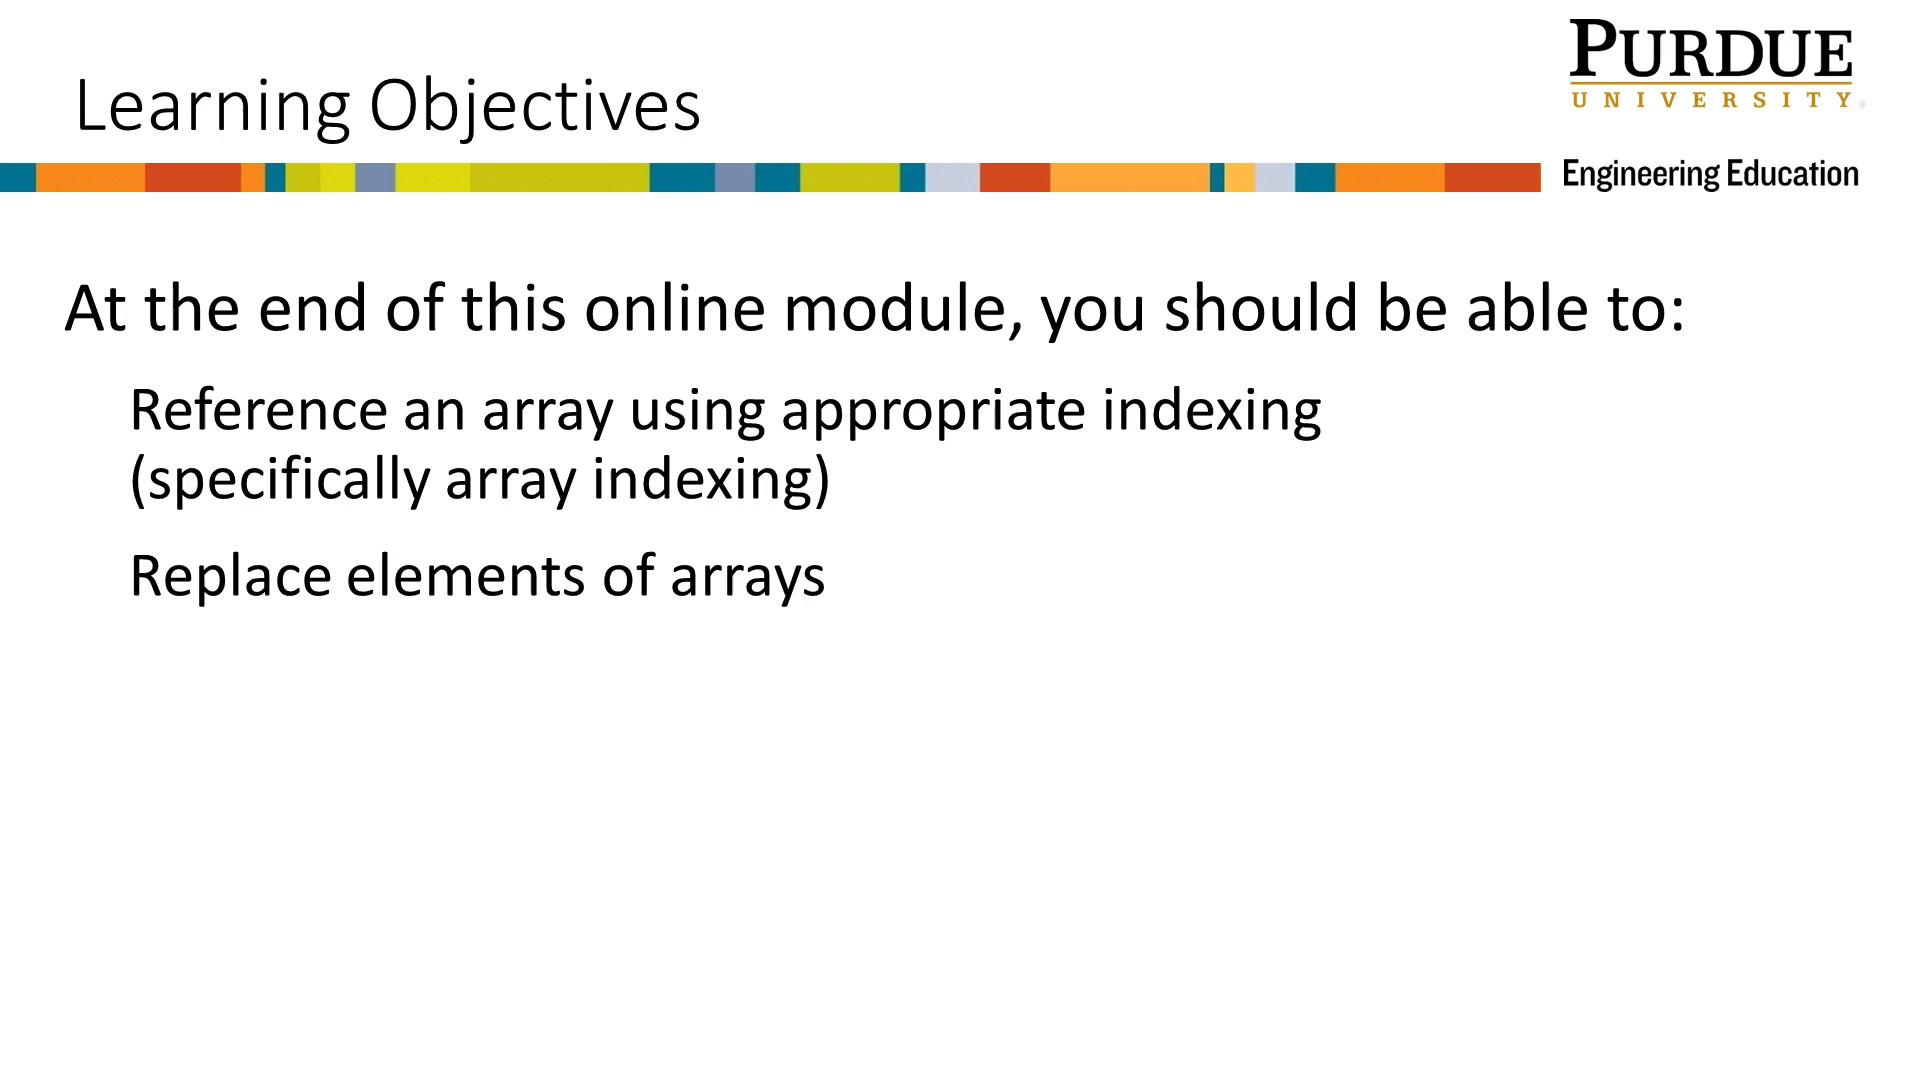 Learning Objectives
PURDUE
UNIVERSITY®
Engineering Education
At the end of this online module, you should be able to:
Reference an array using appropriate indexing
(specifically array indexing)
Replace elements of arrays